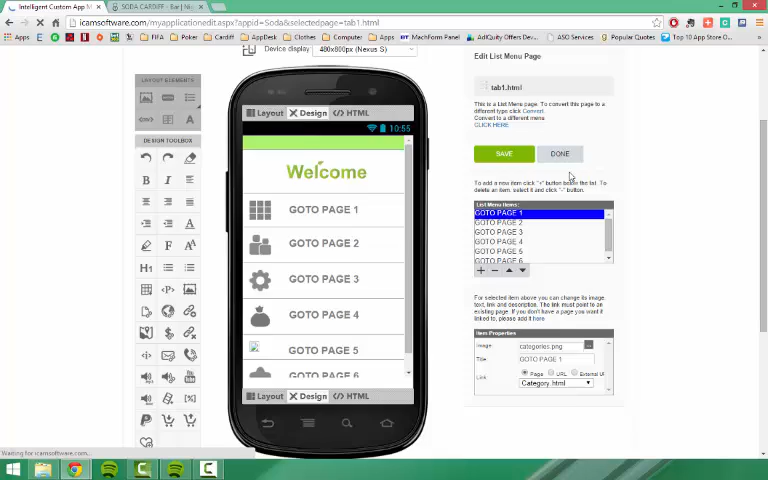 Intelligent Custom App M
SODA CARDIFF - Bar | Nig
icamsoftware.com/myapplicationedit.aspx?appid=Soda&selectedpage=tab1.html
Apps
FIFA
Poker
Cardiff
AppDesk
Clothes
Computer
Apps
BT MachForm Panel
AdIQuity Offers Dev...
ASO Services
Popular Quotes
Top 10 App Store O...
Device display
480x800px (Nexus S)
Edit List Menu Page
LAYOUT ELEMENTS
tab1.html
This is a List Menu page. To convert this page to a
different type click Convert.
Convert to a different menu
CLICK HERE
Layout
Design
</> HTML
10:55
DESIGN TOOLBOX
SAVE
DONE
Welcome
To add a new item click "+" button below the list. To
delete an item, select it and click "-" button.
List Menu Items:
GOTO PAGE 1
GOTO PAGE 2
GOTO PAGE 3
GOTO PAGE 4
GOTO PAGE 5
GOTO PAGE 6
GOTO PAGE 1
GOTO PAGE 2
GOTO PAGE 3
GOTO PAGE 4
GOTO PAGE 5
GOTO PAGE 6
For selected item above you can change its image,
text, link and description. The link must point to an
existing page. If you don't have a page you want it
linked to, please add it here
Item Properties
Image
categories.png
Title
GOTO PAGE 1
Link
Page
URL
External
Category.html
Layout
Design
</> HTML
B
I
F
H1
Waiting for icamsoftware.com...